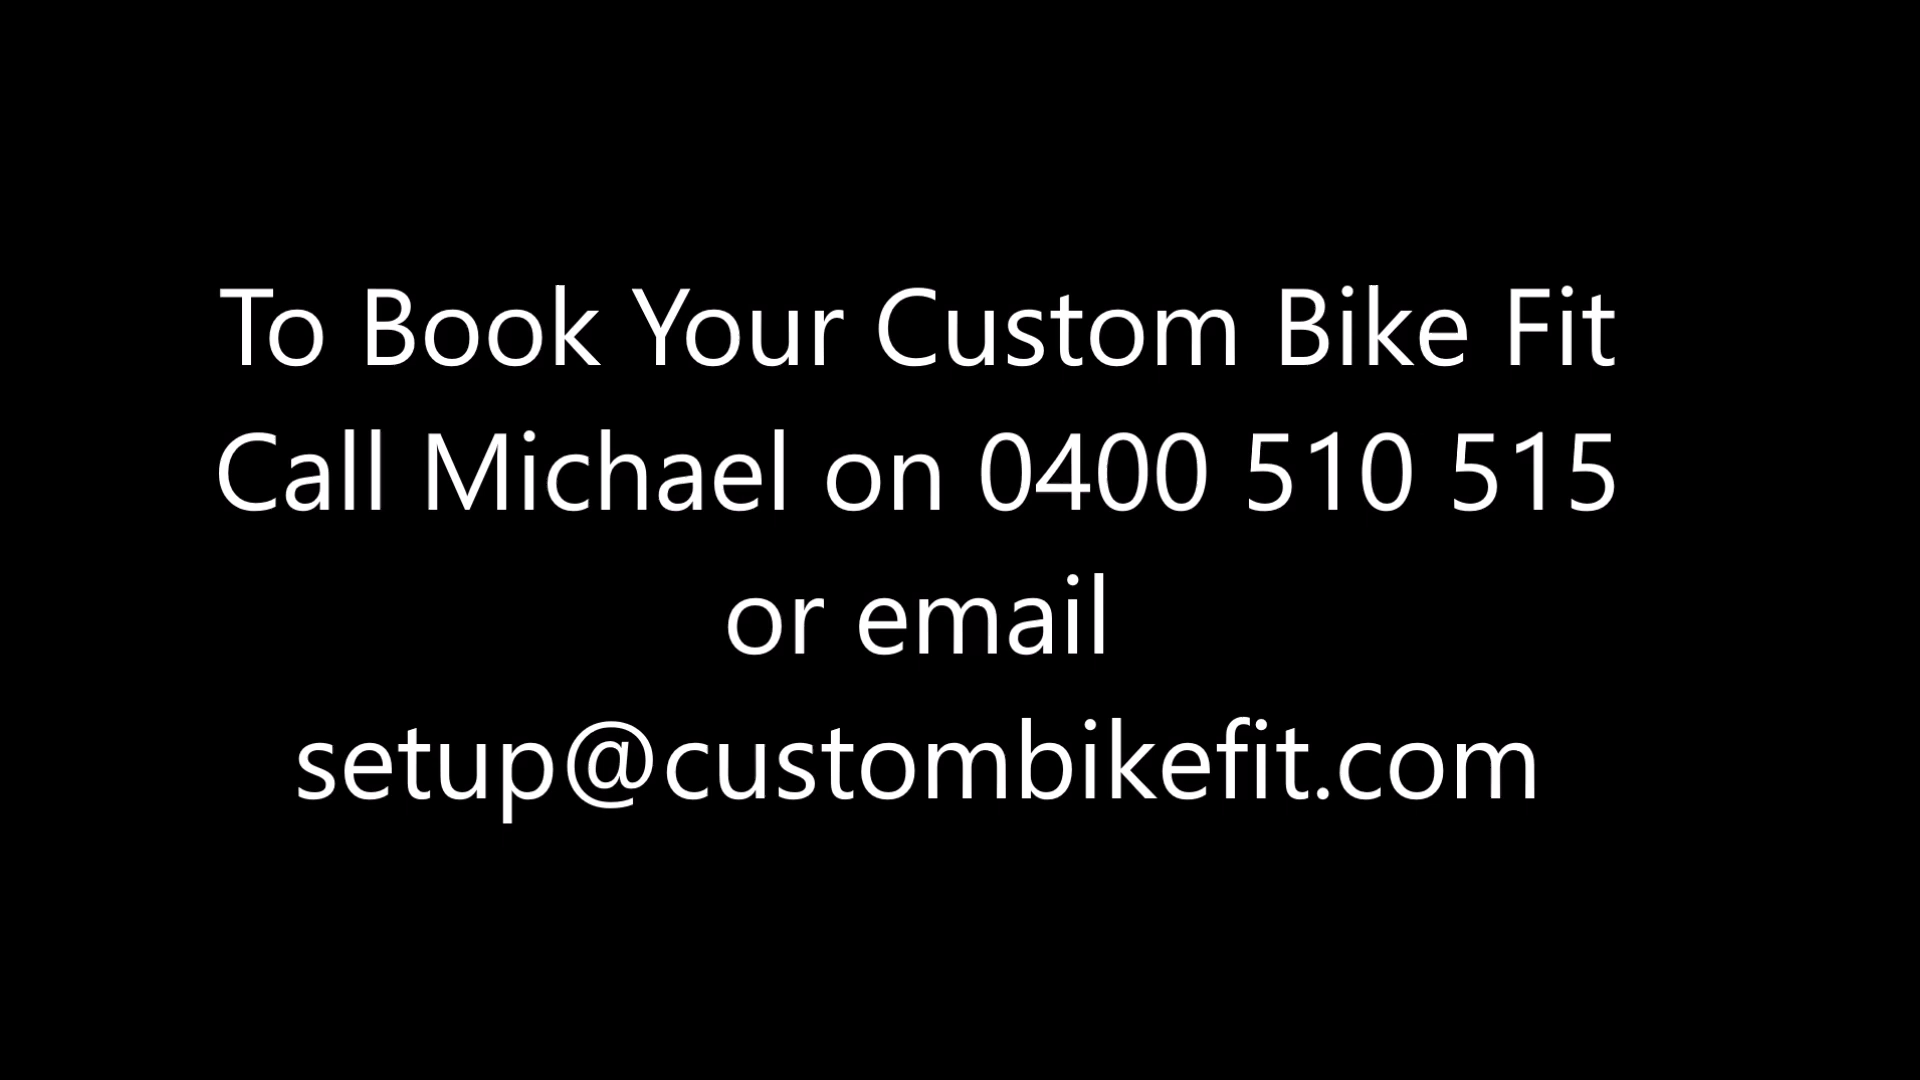 To Book Your Custom Bike Fit
Call Michael on 0400 510 515
or email
setup@custombikefit.com